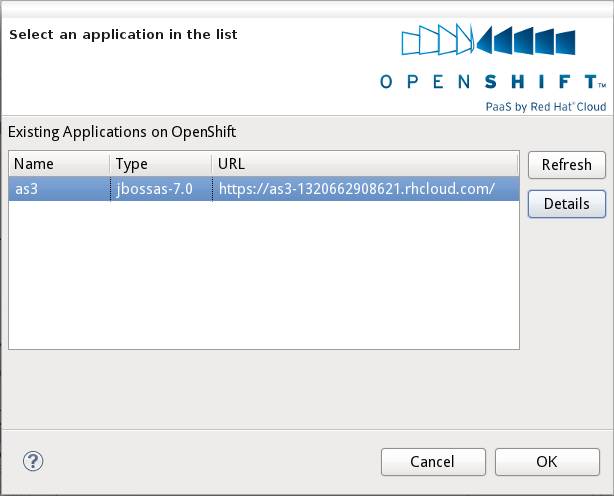 Select an application in the list
OPENSHIFT™
PaaS by Red Hat® Cloud
Existing Applications on OpenShift
Name Type URL
Refresh
as3 jbossas-7.0 https://as3-1320662908621.rhcloud.com/
Details
?
Cancel OK